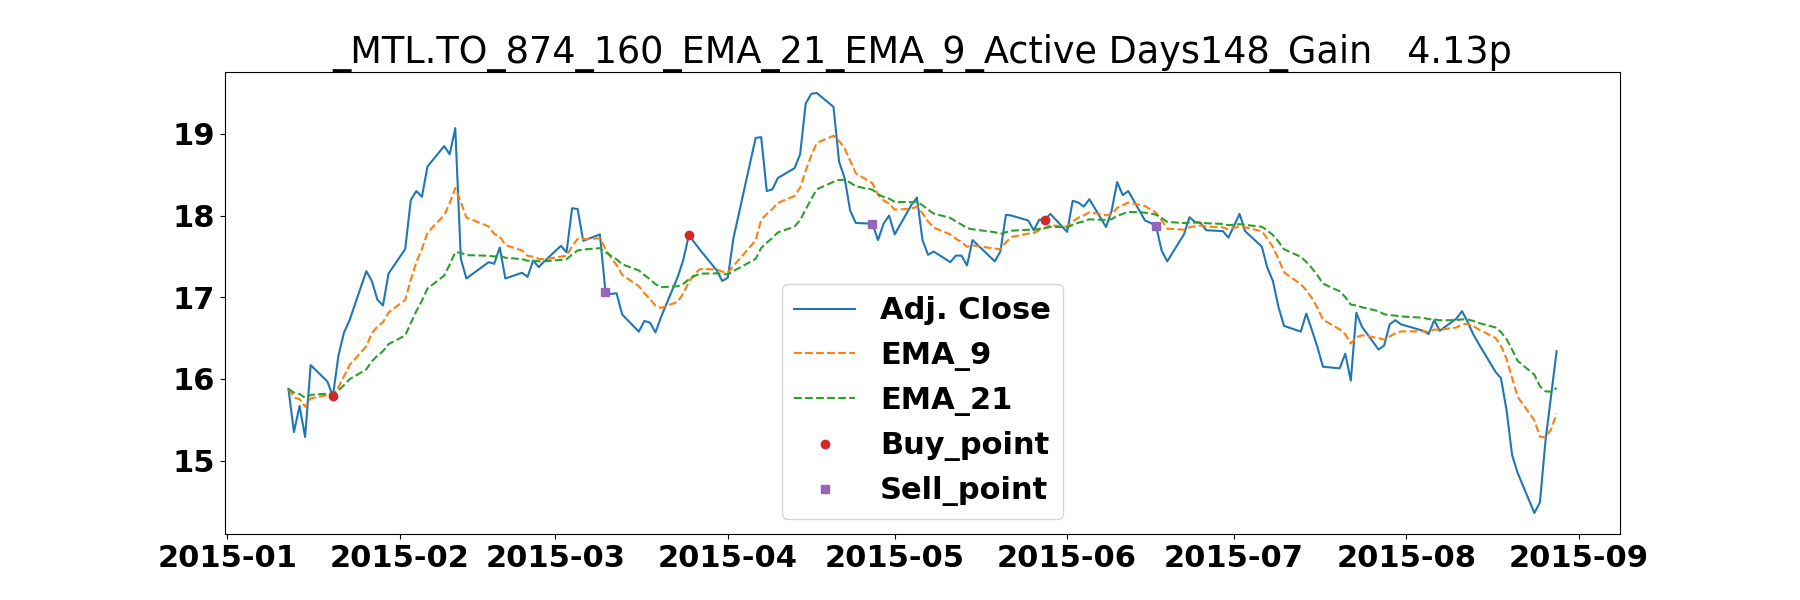 _MTL.TO_874_160_EMA_21_EMA_9_Active Days148_Gain   4.13p
19
18
17
16
15
Adj. Close
EMA_9
EMA_21
Buy_point
Sell_point
2015-01 2015-02 2015-03 2015-04 2015-05 2015-06 2015-07 2015-08 2015-09